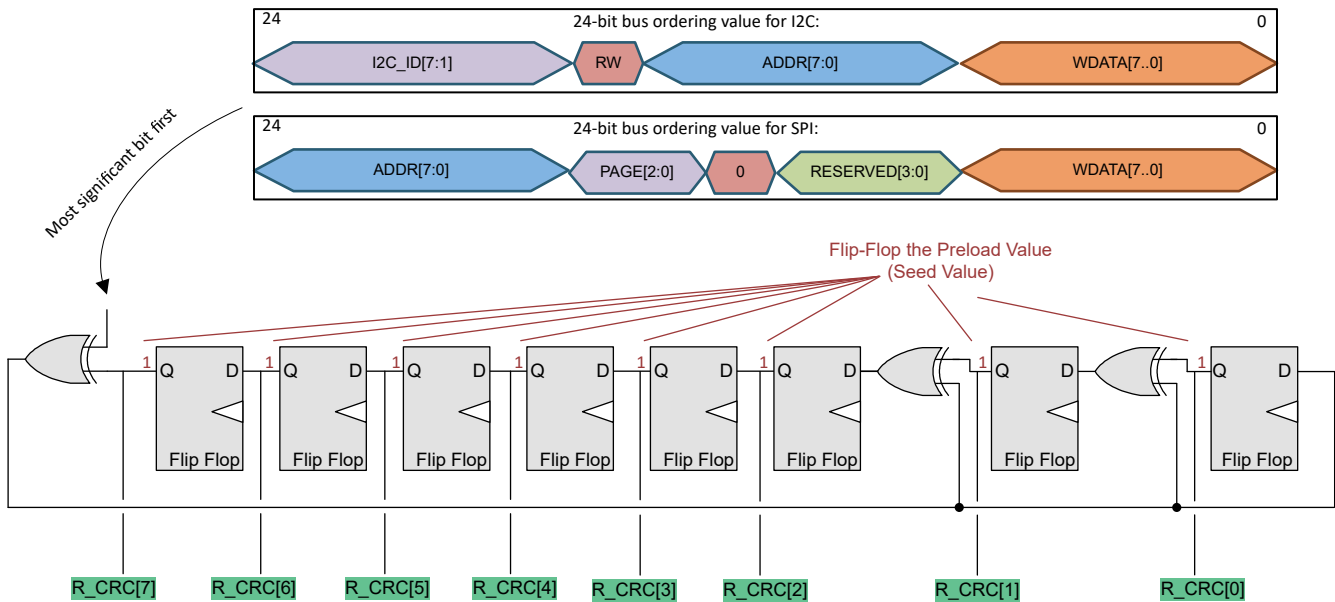 24 24-bit bus ordering value for I2C: 0
I2C_ID[7:1] RW ADDR[7:0] WDATA[7..0]
24 24-bit bus ordering value for SPI: 0
ADDR[7:0] PAGE[2:0] 0 RESERVED[3:0] WDATA[7..0]
Most significant bit first
Flip-Flop the Preload Value
(Seed Value)
1 1 1 1 1 1 1 1
Q D Q D Q D Q D Q D Q D Q D Q D
Flip Flop Flip Flop Flip Flop Flip Flop Flip Flop Flip Flop Flip Flop Flip Flop
R_CRC[7] R_CRC[6] R_CRC[5] R_CRC[4] R_CRC[3] R_CRC[2] R_CRC[1] R_CRC[0]